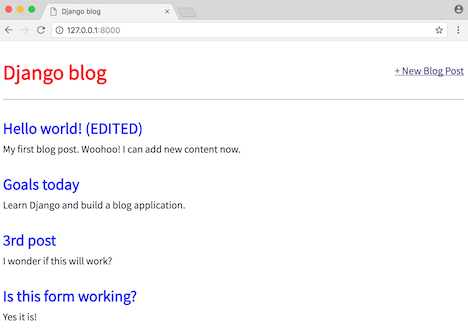 Django blog
127.0.0.1:8000
Django blog
+ New Blog Post
Hello world! (EDITED)
My first blog post. Woohoo! I can add new content now.
Goals today
Learn Django and build a blog application.
3rd post
I wonder if this will work?
Is this form working?
Yes it is!